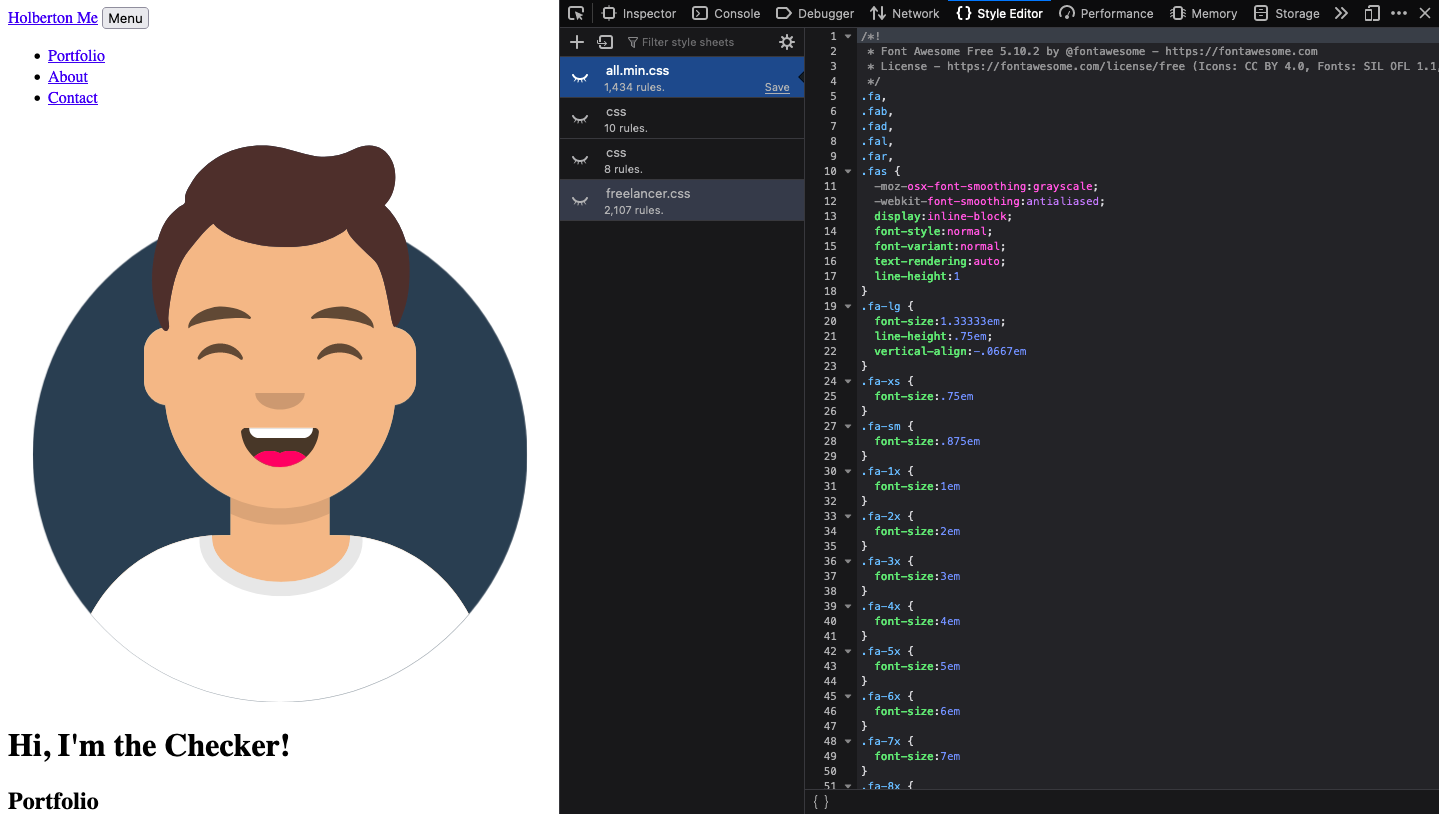 Holberton Me Menu
Portfolio
About
Contact
Hi, I'm the Checker!
Portfolio
Inspector Console Debugger Network Style Editor Performance Memory Storage
Filter style sheets
all.min.css
1,434 rules. Save
css
10 rules.
css
8 rules.
freelancer.css
2,107 rules.
1 /*!
2 * Font Awesome Free 5.10.2 by @fontawesome - https://fontawesome.com
3 * License - https://fontawesome.com/license/free (Icons: CC BY 4.0, Fonts: SIL OFL 1.1,
4 */
5 .fa,
6 .fab,
7 .fad,
8 .fal,
9 .far,
10 .fas {
11 -moz-osx-font-smoothing:grayscale;
12 -webkit-font-smoothing:antialiased;
13 display:inline-block;
14 font-style:normal;
15 font-variant:normal;
16 text-rendering:auto;
17 line-height:1
18 }
19 .fa-lg {
20 font-size:1.33333em;
21 line-height:.75em;
22 vertical-align:-.0667em
23 }
24 .fa-xs {
25 font-size:.75em
26 }
27 .fa-sm {
28 font-size:.875em
29 }
30 .fa-1x {
31 font-size:1em
32 }
33 .fa-2x {
34 font-size:2em
35 }
36 .fa-3x {
37 font-size:3em
38 }
39 .fa-4x {
40 font-size:4em
41 }
42 .fa-5x {
43 font-size:5em
44 }
45 .fa-6x {
46 font-size:6em
47 }
48 .fa-7x {
49 font-size:7em
50 }
51 .fa-8x {
{ }